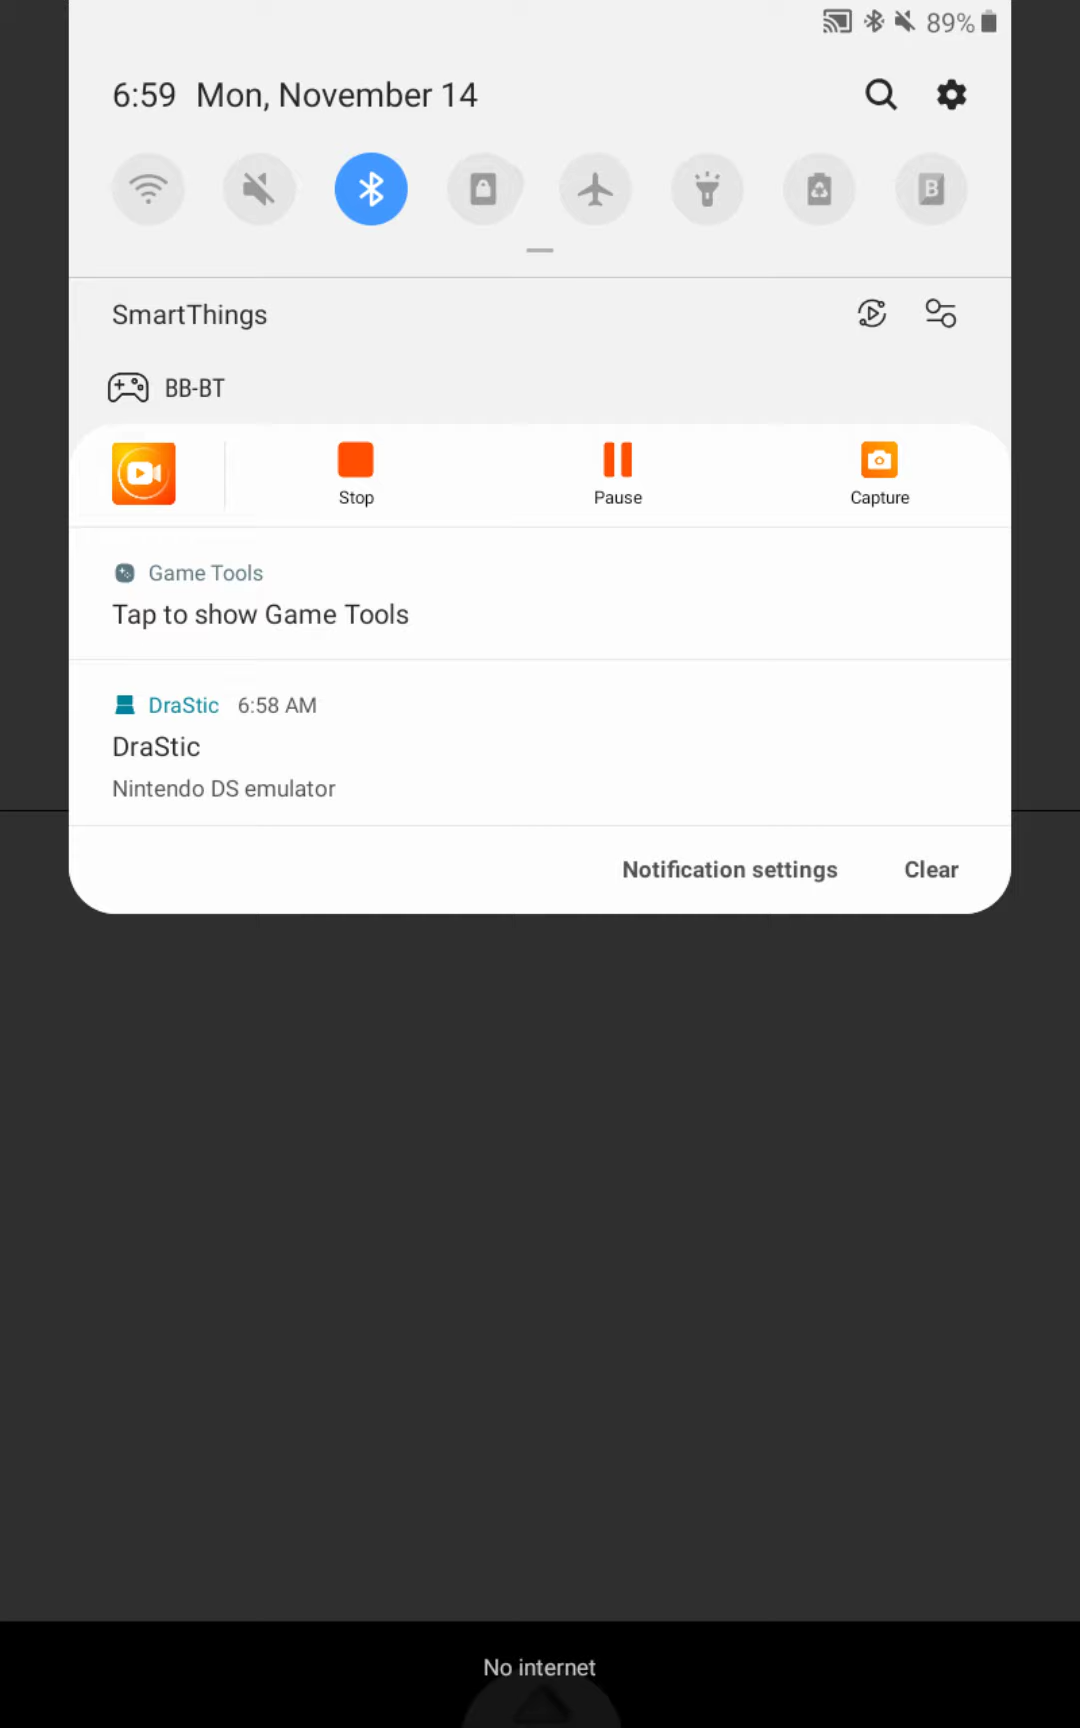 89%
6:59 Mon, November 14
B
SmartThings
BB-BT
Stop
Pause
Capture
Game Tools
Tap to show Game Tools
DraStic 6:58 AM
DraStic
Nintendo DS emulator
Notification settings
Clear
No internet